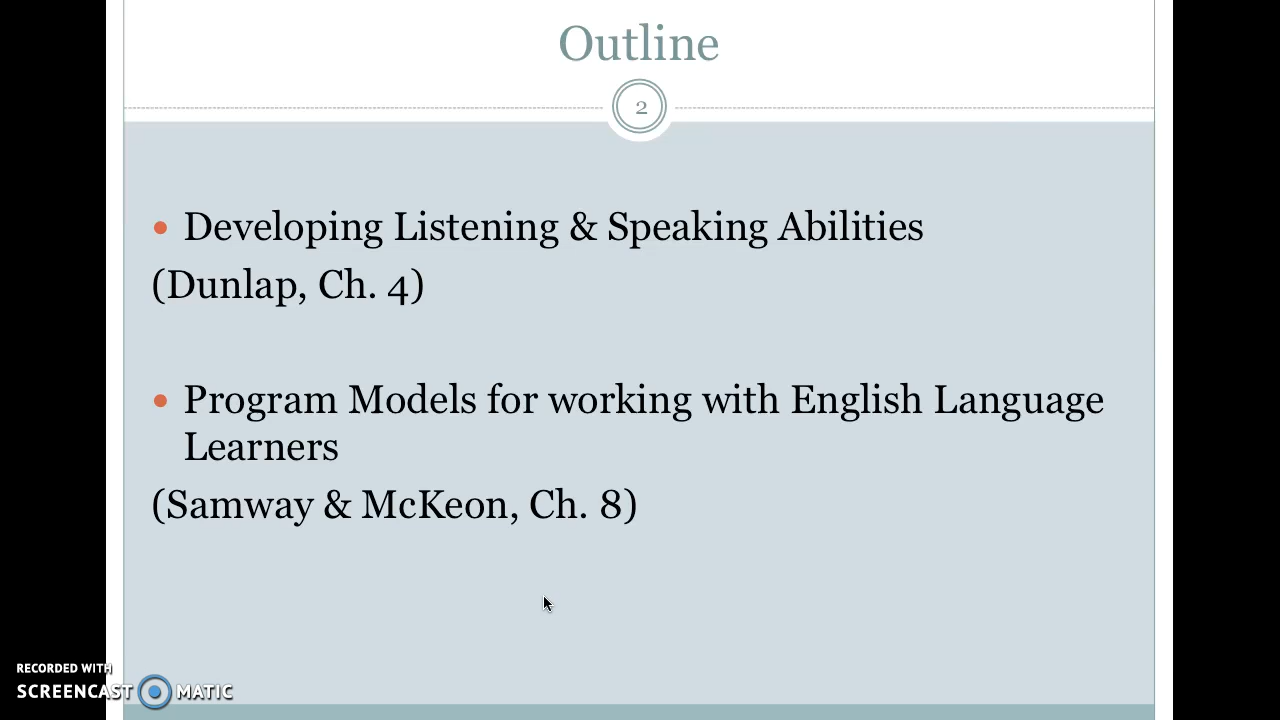 Outline
2
• Developing Listening & Speaking Abilities
(Dunlap, Ch. 4)
• Program Models for working with English Language
Learners
(Samway & McKeon, Ch. 8)
RECORDED WITH
SCREENCAST MATIC